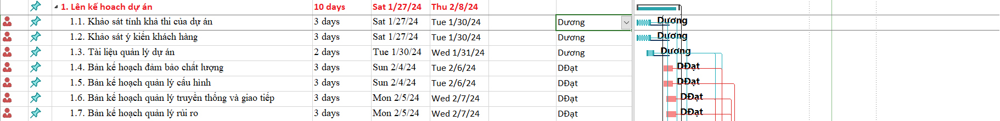 1. Lên kế hoạch dự án 10 days Sat 1/27/24 Thu 2/8/24
1.1. Khảo sát tính khả thi của dự án 3 days Sat 1/27/24 Tue 1/30/24 Dương Dương
1.2. Khảo sát ý kiến khách hàng 3 days Sat 1/27/24 Tue 1/30/24 Dương Dương
1.3. Tài liệu quản lý dự án 2 days Tue 1/30/24 Wed 1/31/24 Dương Dương
1.4. Bản kế hoạch đảm bảo chất lượng 3 days Sun 2/4/24 Tue 2/6/24 DĐạt DĐạt
1.5. Bản kế hoạch quản lý cấu hình 3 days Sun 2/4/24 Tue 2/6/24 DĐạt DĐạt
1.6. Bản kế hoạch quản lý truyền thống và giao tiếp 3 days Mon 2/5/24 Wed 2/7/24 DĐạt DĐạt
1.7. Bản kế hoạch quản lý rủi ro 3 days Mon 2/5/24 Wed 2/7/24 DĐạt DĐạt